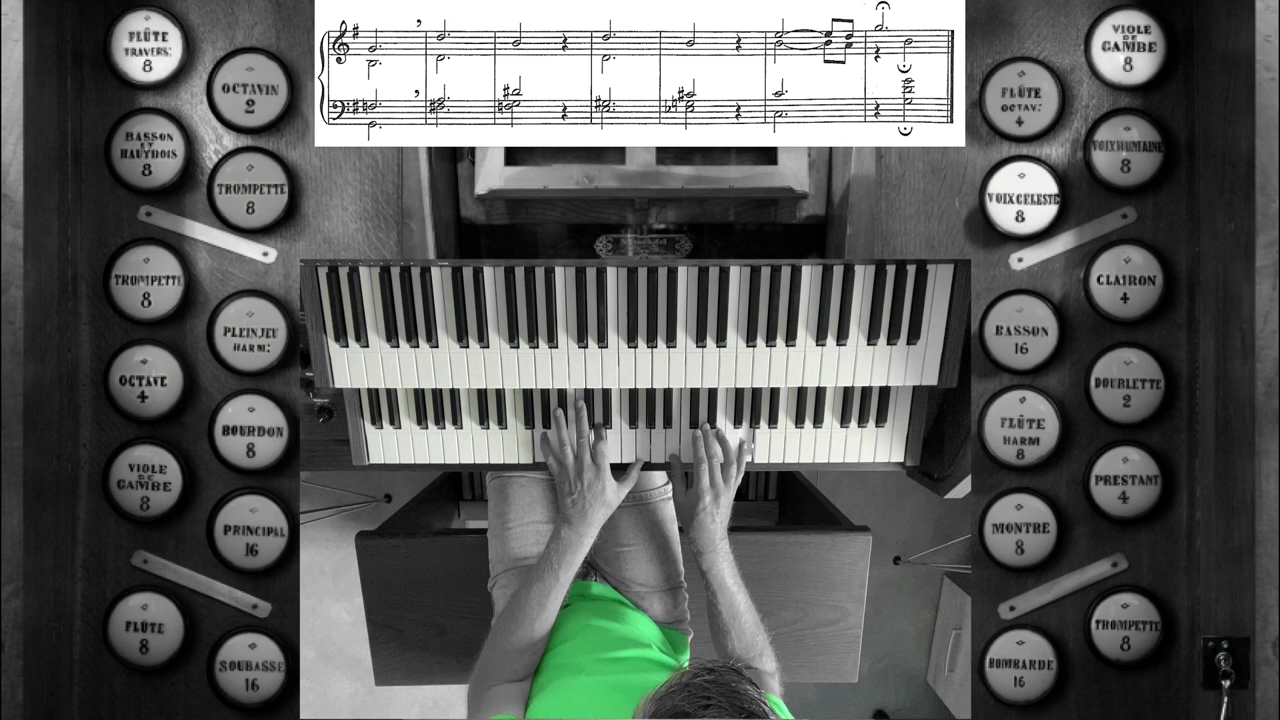 FLÛTE
TRAVERS:
8
OCTAVIN
2
BASSON
ET
HAUTBOIS
8
TROMPETTE
8
TROMPETTE
8
PLEIN JEU
HARM:
OCTAVE
4
BOURDON
8
VIOLE
DE
GAMBE
8
PRINCIPAL
16
FLÛTE
8
SOUBASSE
16
VIOLE
DE
GAMBE
8
FLÛTE
OCTAV:
4
VOIX HUMAINE
8
VOIX CELESTE
8
CLAIRON
4
BASSON
16
DOUBLETTE
2
FLÛTE
HARM
8
PRESTANT
4
MONTRE
8
TROMPETTE
8
BOMBARDE
16